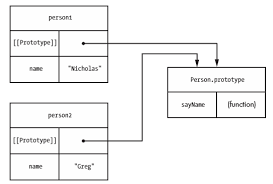 person1
[[Prototype]]
name "Nicholas"
Person.prototype
sayName (function)
person2
[[Prototype]]
name "Greg"